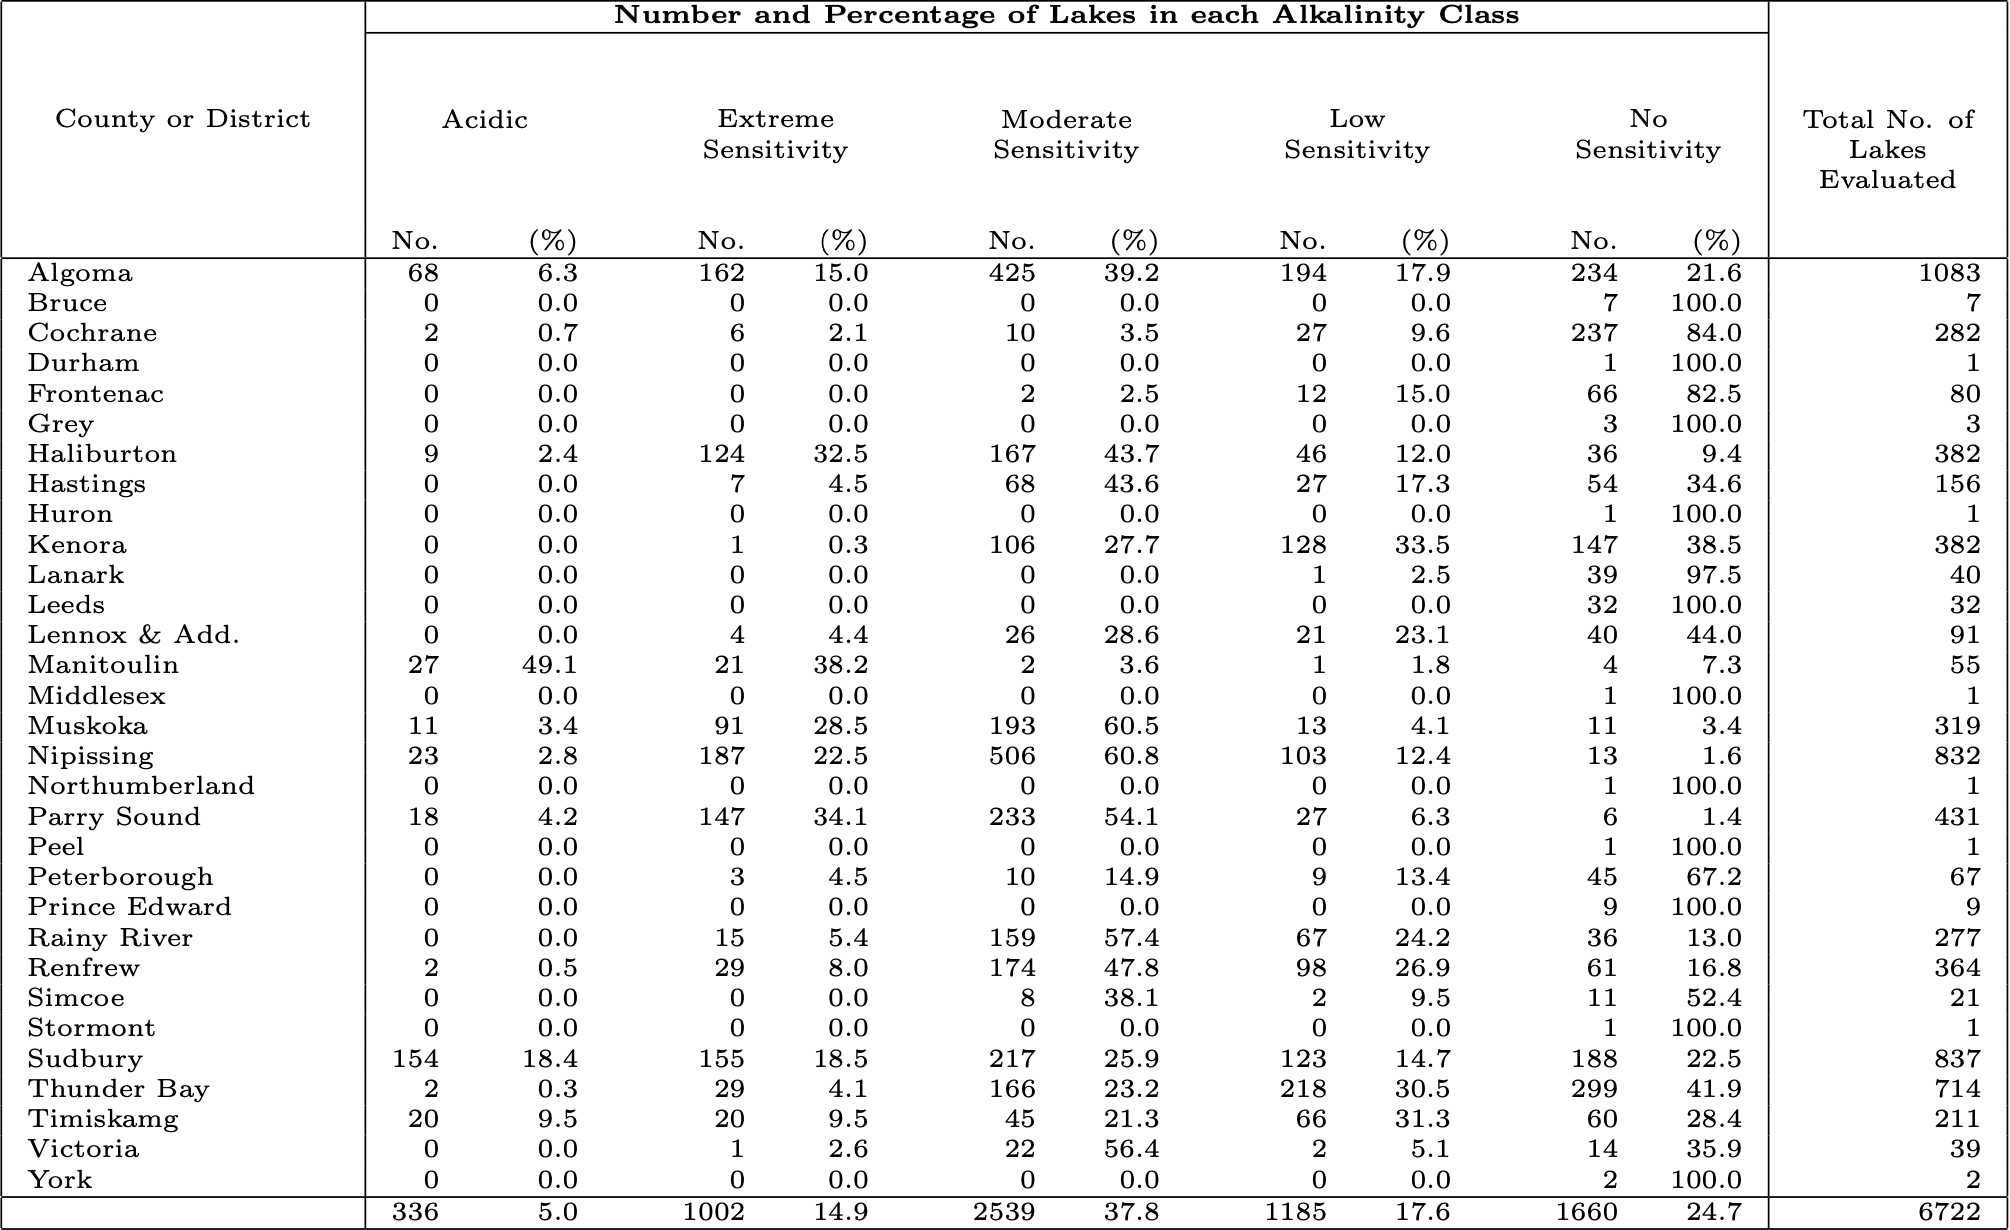 Number and Percentage of Lakes in each Alkalinity Class
County or District Acidic Extreme Moderate Low No Total No. of
Sensitivity Sensitivity Sensitivity Sensitivity Lakes
Evaluated
No. (%) No. (%) No. (%) No. (%) No. (%)
Algoma 68 6.3 162 15.0 425 39.2 194 17.9 234 21.6 1083
Bruce 0 0.0 0 0.0 0 0.0 0 0.0 7 100.0 7
Cochrane 2 0.7 6 2.1 10 3.5 27 9.6 237 84.0 282
Durham 0 0.0 0 0.0 0 0.0 0 0.0 1 100.0 1
Frontenac 0 0.0 0 0.0 2 2.5 12 15.0 66 82.5 80
Grey 0 0.0 0 0.0 0 0.0 0 0.0 3 100.0 3
Haliburton 9 2.4 124 32.5 167 43.7 46 12.0 36 9.4 382
Hastings 0 0.0 7 4.5 68 43.6 27 17.3 54 34.6 156
Huron 0 0.0 0 0.0 0 0.0 0 0.0 1 100.0 1
Kenora 0 0.0 1 0.3 106 27.7 128 33.5 147 38.5 382
Lanark 0 0.0 0 0.0 0 0.0 1 2.5 39 97.5 40
Leeds 0 0.0 0 0.0 0 0.0 0 0.0 32 100.0 32
Lennox & Add. 0 0.0 4 4.4 26 28.6 21 23.1 40 44.0 91
Manitoulin 27 49.1 21 38.2 2 3.6 1 1.8 4 7.3 55
Middlesex 0 0.0 0 0.0 0 0.0 0 0.0 1 100.0 1
Muskoka 11 3.4 91 28.5 193 60.5 13 4.1 11 3.4 319
Nipissing 23 2.8 187 22.5 506 60.8 103 12.4 13 1.6 832
Northumberland 0 0.0 0 0.0 0 0.0 0 0.0 1 100.0 1
Parry Sound 18 4.2 147 34.1 233 54.1 27 6.3 6 1.4 431
Peel 0 0.0 0 0.0 0 0.0 0 0.0 1 100.0 1
Peterborough 0 0.0 3 4.5 10 14.9 9 13.4 45 67.2 67
Prince Edward 0 0.0 0 0.0 0 0.0 0 0.0 9 100.0 9
Rainy River 0 0.0 15 5.4 159 57.4 67 24.2 36 13.0 277
Renfrew 2 0.5 29 8.0 174 47.8 98 26.9 61 16.8 364
Simcoe 0 0.0 0 0.0 8 38.1 2 9.5 11 52.4 21
Stormont 0 0.0 0 0.0 0 0.0 0 0.0 1 100.0 1
Sudbury 154 18.4 155 18.5 217 25.9 123 14.7 188 22.5 837
Thunder Bay 2 0.3 29 4.1 166 23.2 218 30.5 299 41.9 714
Timiskamg 20 9.5 20 9.5 45 21.3 66 31.3 60 28.4 211
Victoria 0 0.0 1 2.6 22 56.4 2 5.1 14 35.9 39
York 0 0.0 0 0.0 0 0.0 0 0.0 2 100.0 2
336 5.0 1002 14.9 2539 37.8 1185 17.6 1660 24.7 6722